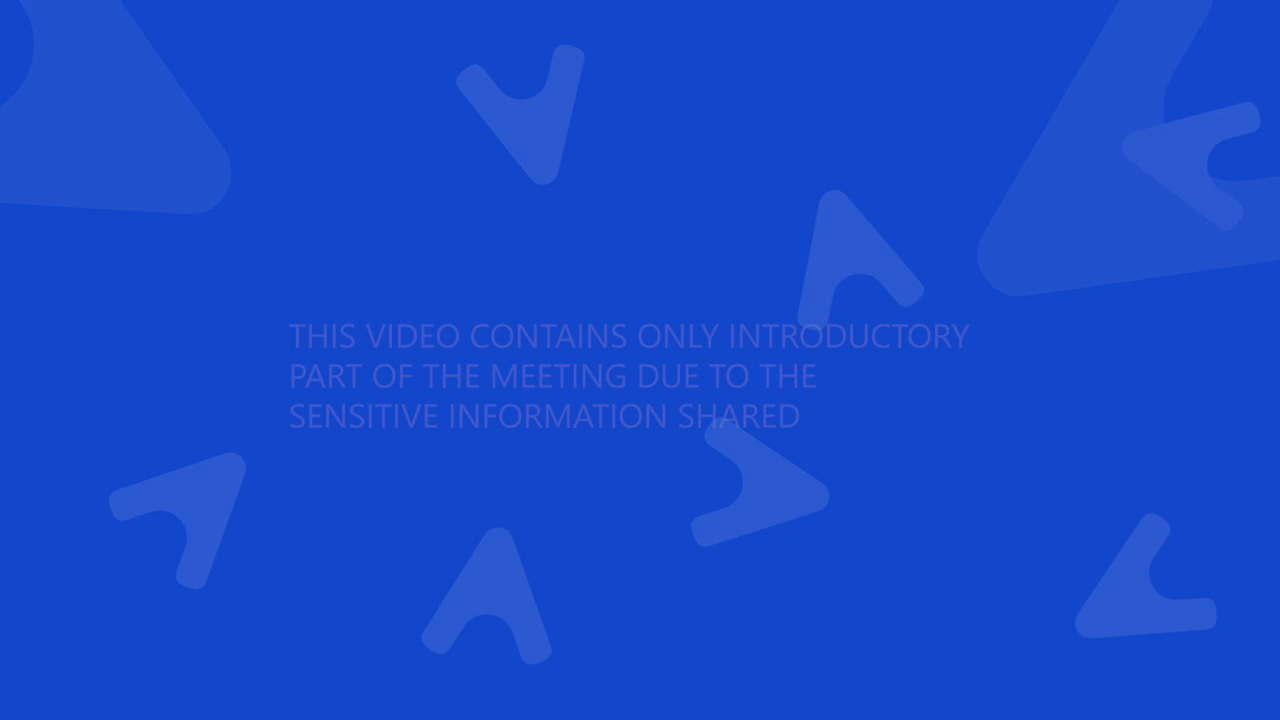 THIS VIDEO CONTAINS ONLY INTRODUCTORY
PART OF THE MEETING DUE TO THE
SENSITIVE INFORMATION SHARED